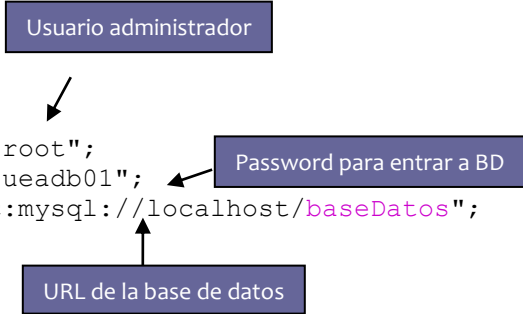 Usuario administrador
root";
ueadb01";
Password para entrar a BD
:mysql://localhost/baseDatos";
URL de la base de datos